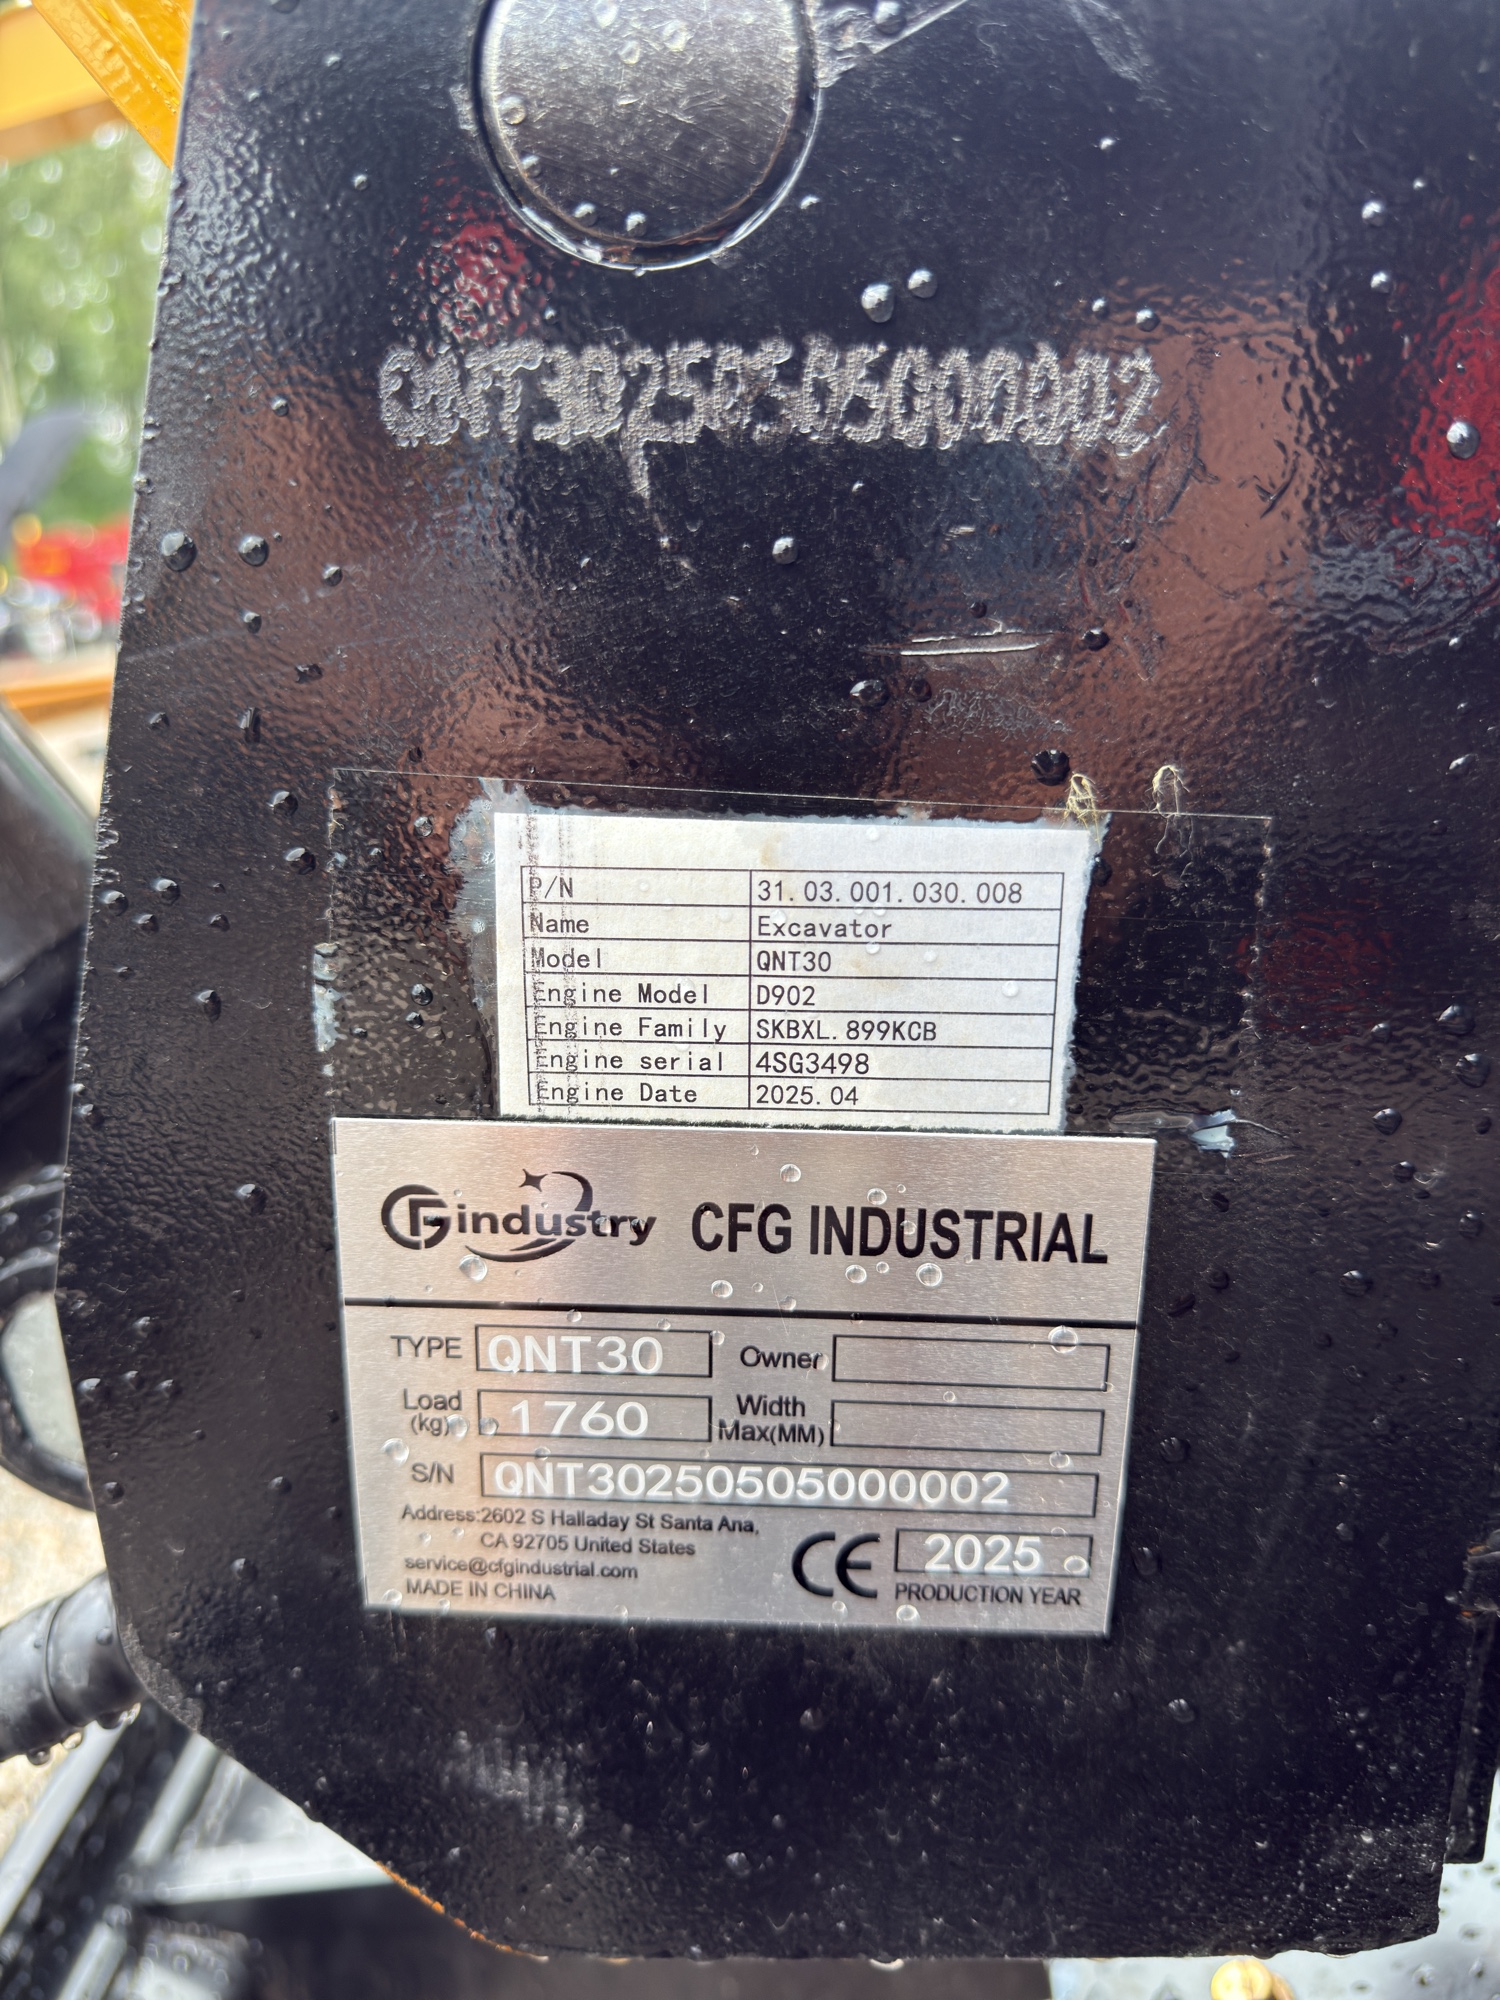 QNT30250505000002
P/N 31.03.001.030.008
Name Excavator
Model QNT30
Engine Model D902
Engine Family SKBXL.899KCB
Engine serial 4SG3498
Engine Date 2025.04
CFG industry CFG INDUSTRIAL
TYPE QNT30 Owner
Load (kg) 1760 Width Max(MM)
S/N QNT30250505000002
Address:2602 S Halladay St Santa Ana,
CA 92705 United States
service@cfgindustrial.com
MADE IN CHINA
CE 2025
PRODUCTION YEAR